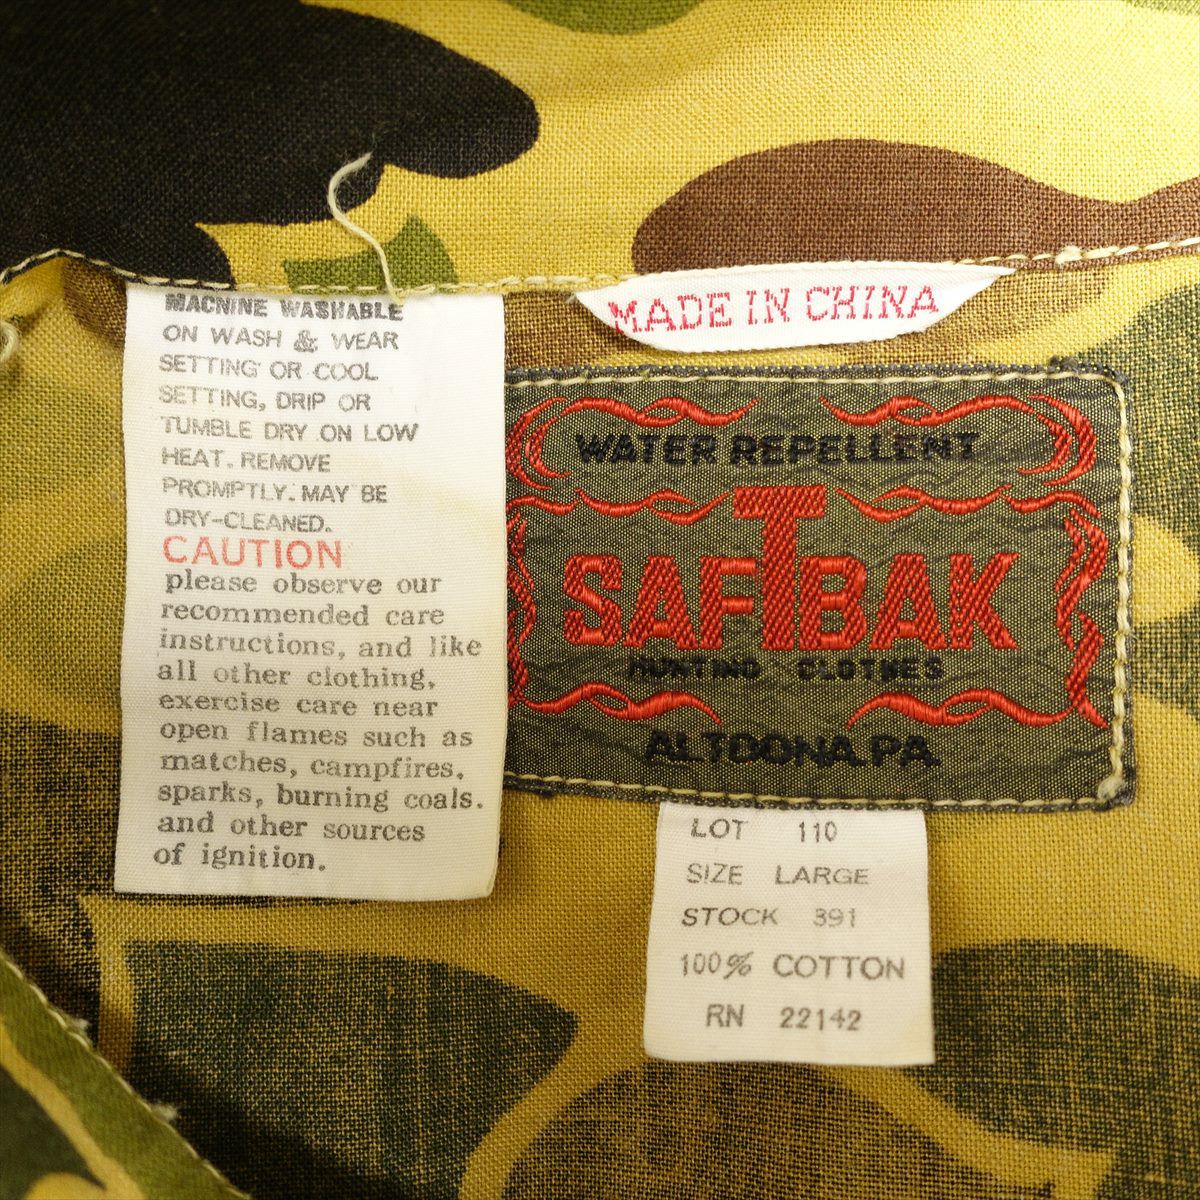 MACNINE WASHABLE
ON WASH & WEAR
SETTING OR COOL
SETTING, DRIP OR
TUMBLE DRY ON LOW
HEAT. REMOVE
PROMPTLY. MAY BE
DRY-CLEANED.
CAUTION
please observe our
recommended care
instructions, and like
all other clothing,
exercise care near
open flames such as
matches, campfires,
sparks, burning coals.
and other sources
of ignition.
MADE IN CHINA
WATER REPELLENT
SAFTBAK
HUNTING CLOTHES
ALTOONA, PA.
LOT 110
SIZE LARGE
STOCK 391
100% COTTON
RN 22142